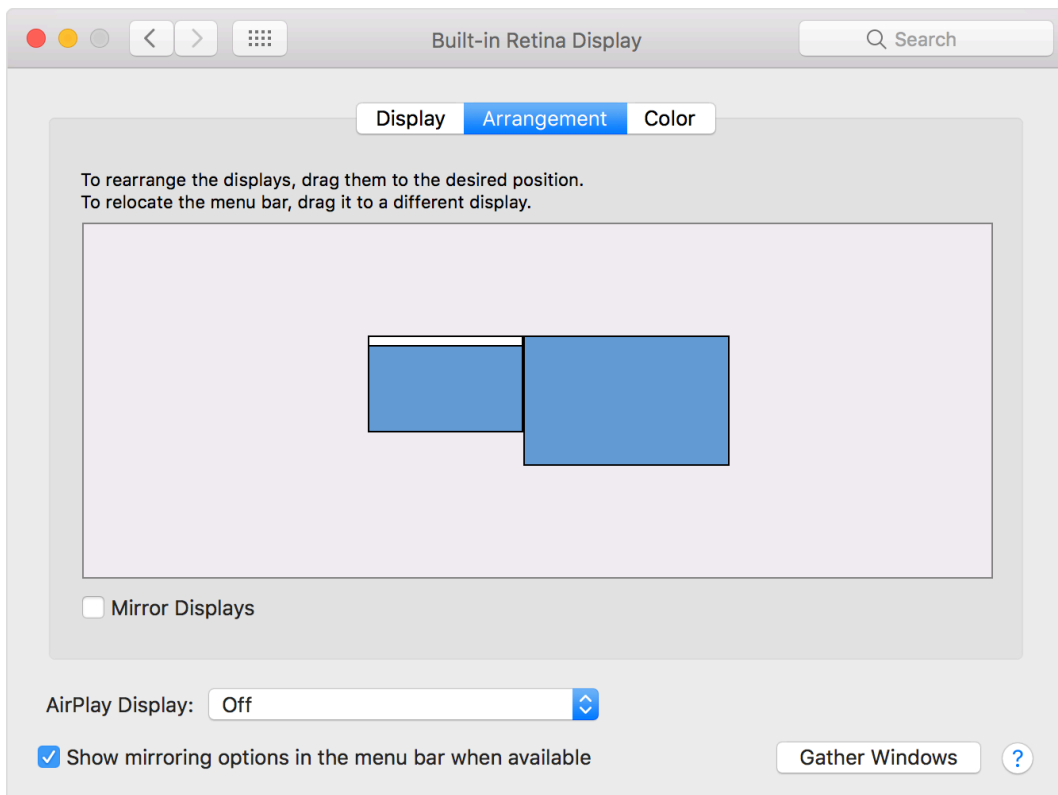 Built-in Retina Display
Search
Display
Arrangement
Color
To rearrange the displays, drag them to the desired position.
To relocate the menu bar, drag it to a different display.
Mirror Displays
AirPlay Display: Off
Show mirroring options in the menu bar when available
Gather Windows
?